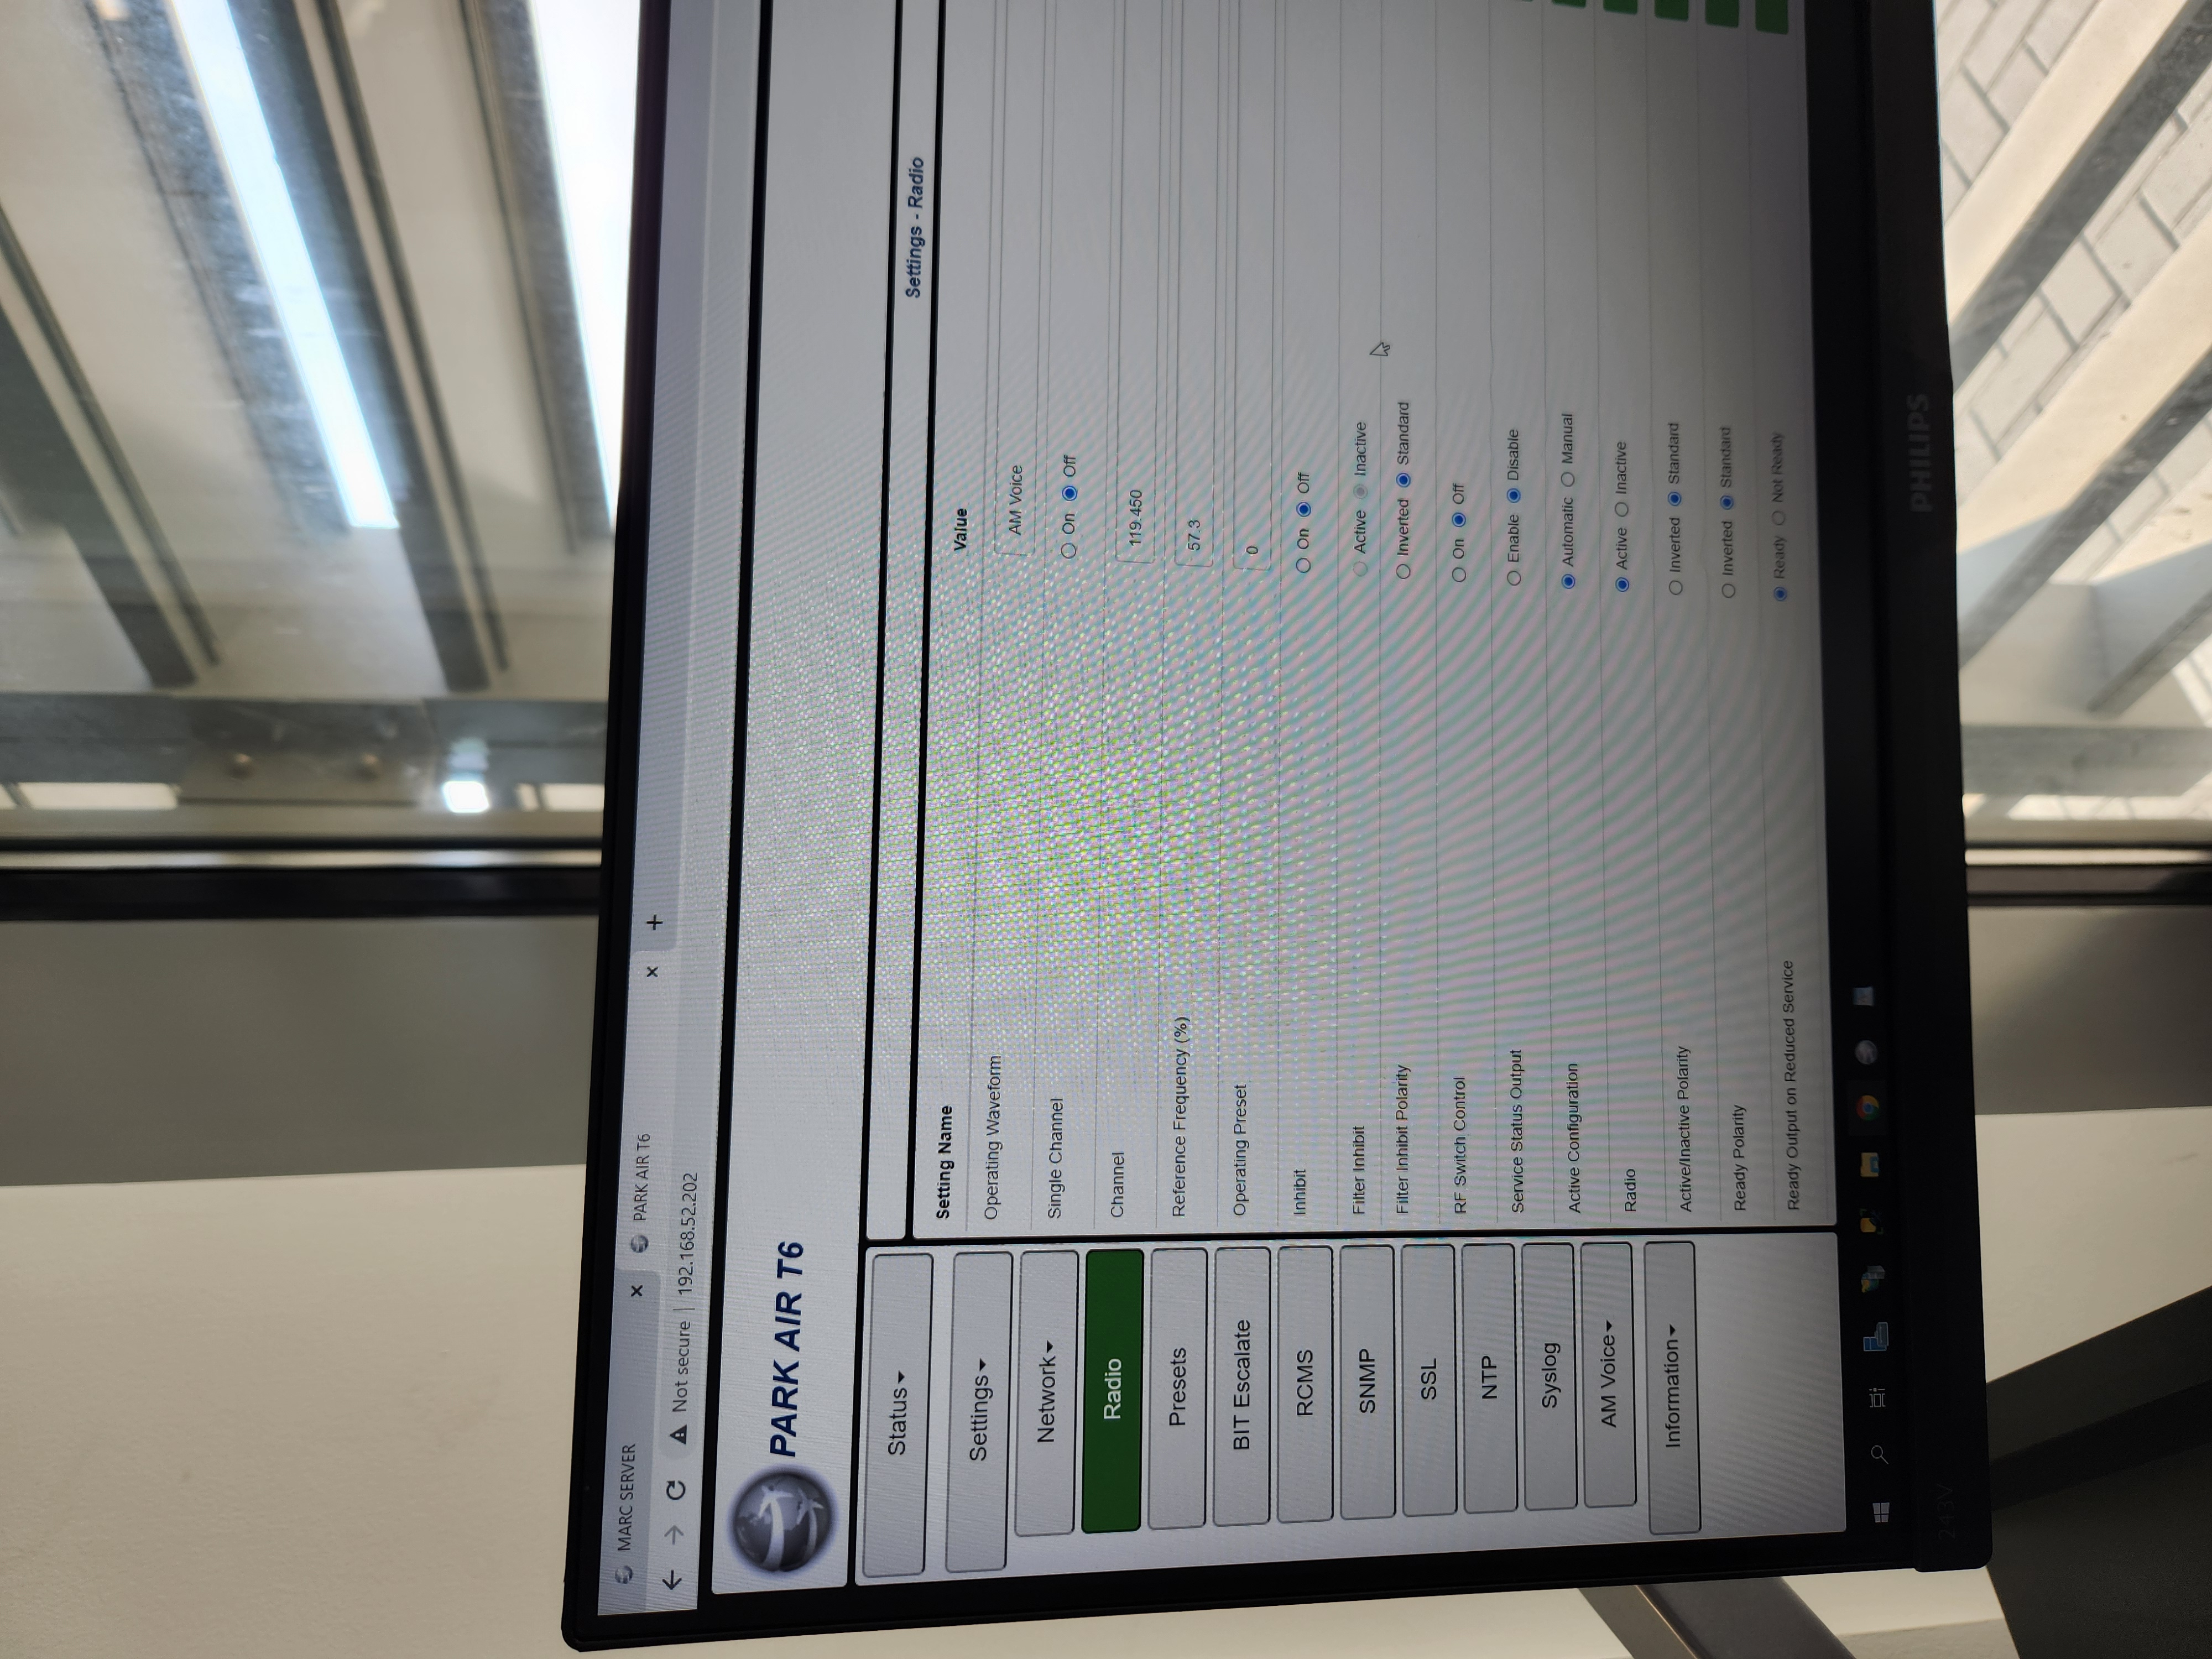 MARC SERVER
PARK AIR T6
Not secure 192.168.52.202
PARK AIR T6
Status
Settings
Network
Radio
Presets
BIT Escalate
RCMS
SNMP
SSL
NTP
Syslog
AM Voice
Information
Settings - Radio
Setting Name Value
Operating Waveform AM Voice
Single Channel On Off
Channel 119.450
Reference Frequency (%) 57.3
Operating Preset 0
Inhibit On Off
Filter Inhibit Active Inactive
Filter Inhibit Polarity Inverted Standard
RF Switch Control On Off
Service Status Output Enable Disable
Active Configuration Automatic Manual
Radio Active Inactive
Active/Inactive Polarity Inverted Standard
Ready Polarity Inverted Standard
Ready Output on Reduced Service Ready Not Ready
PHILIPS
243V